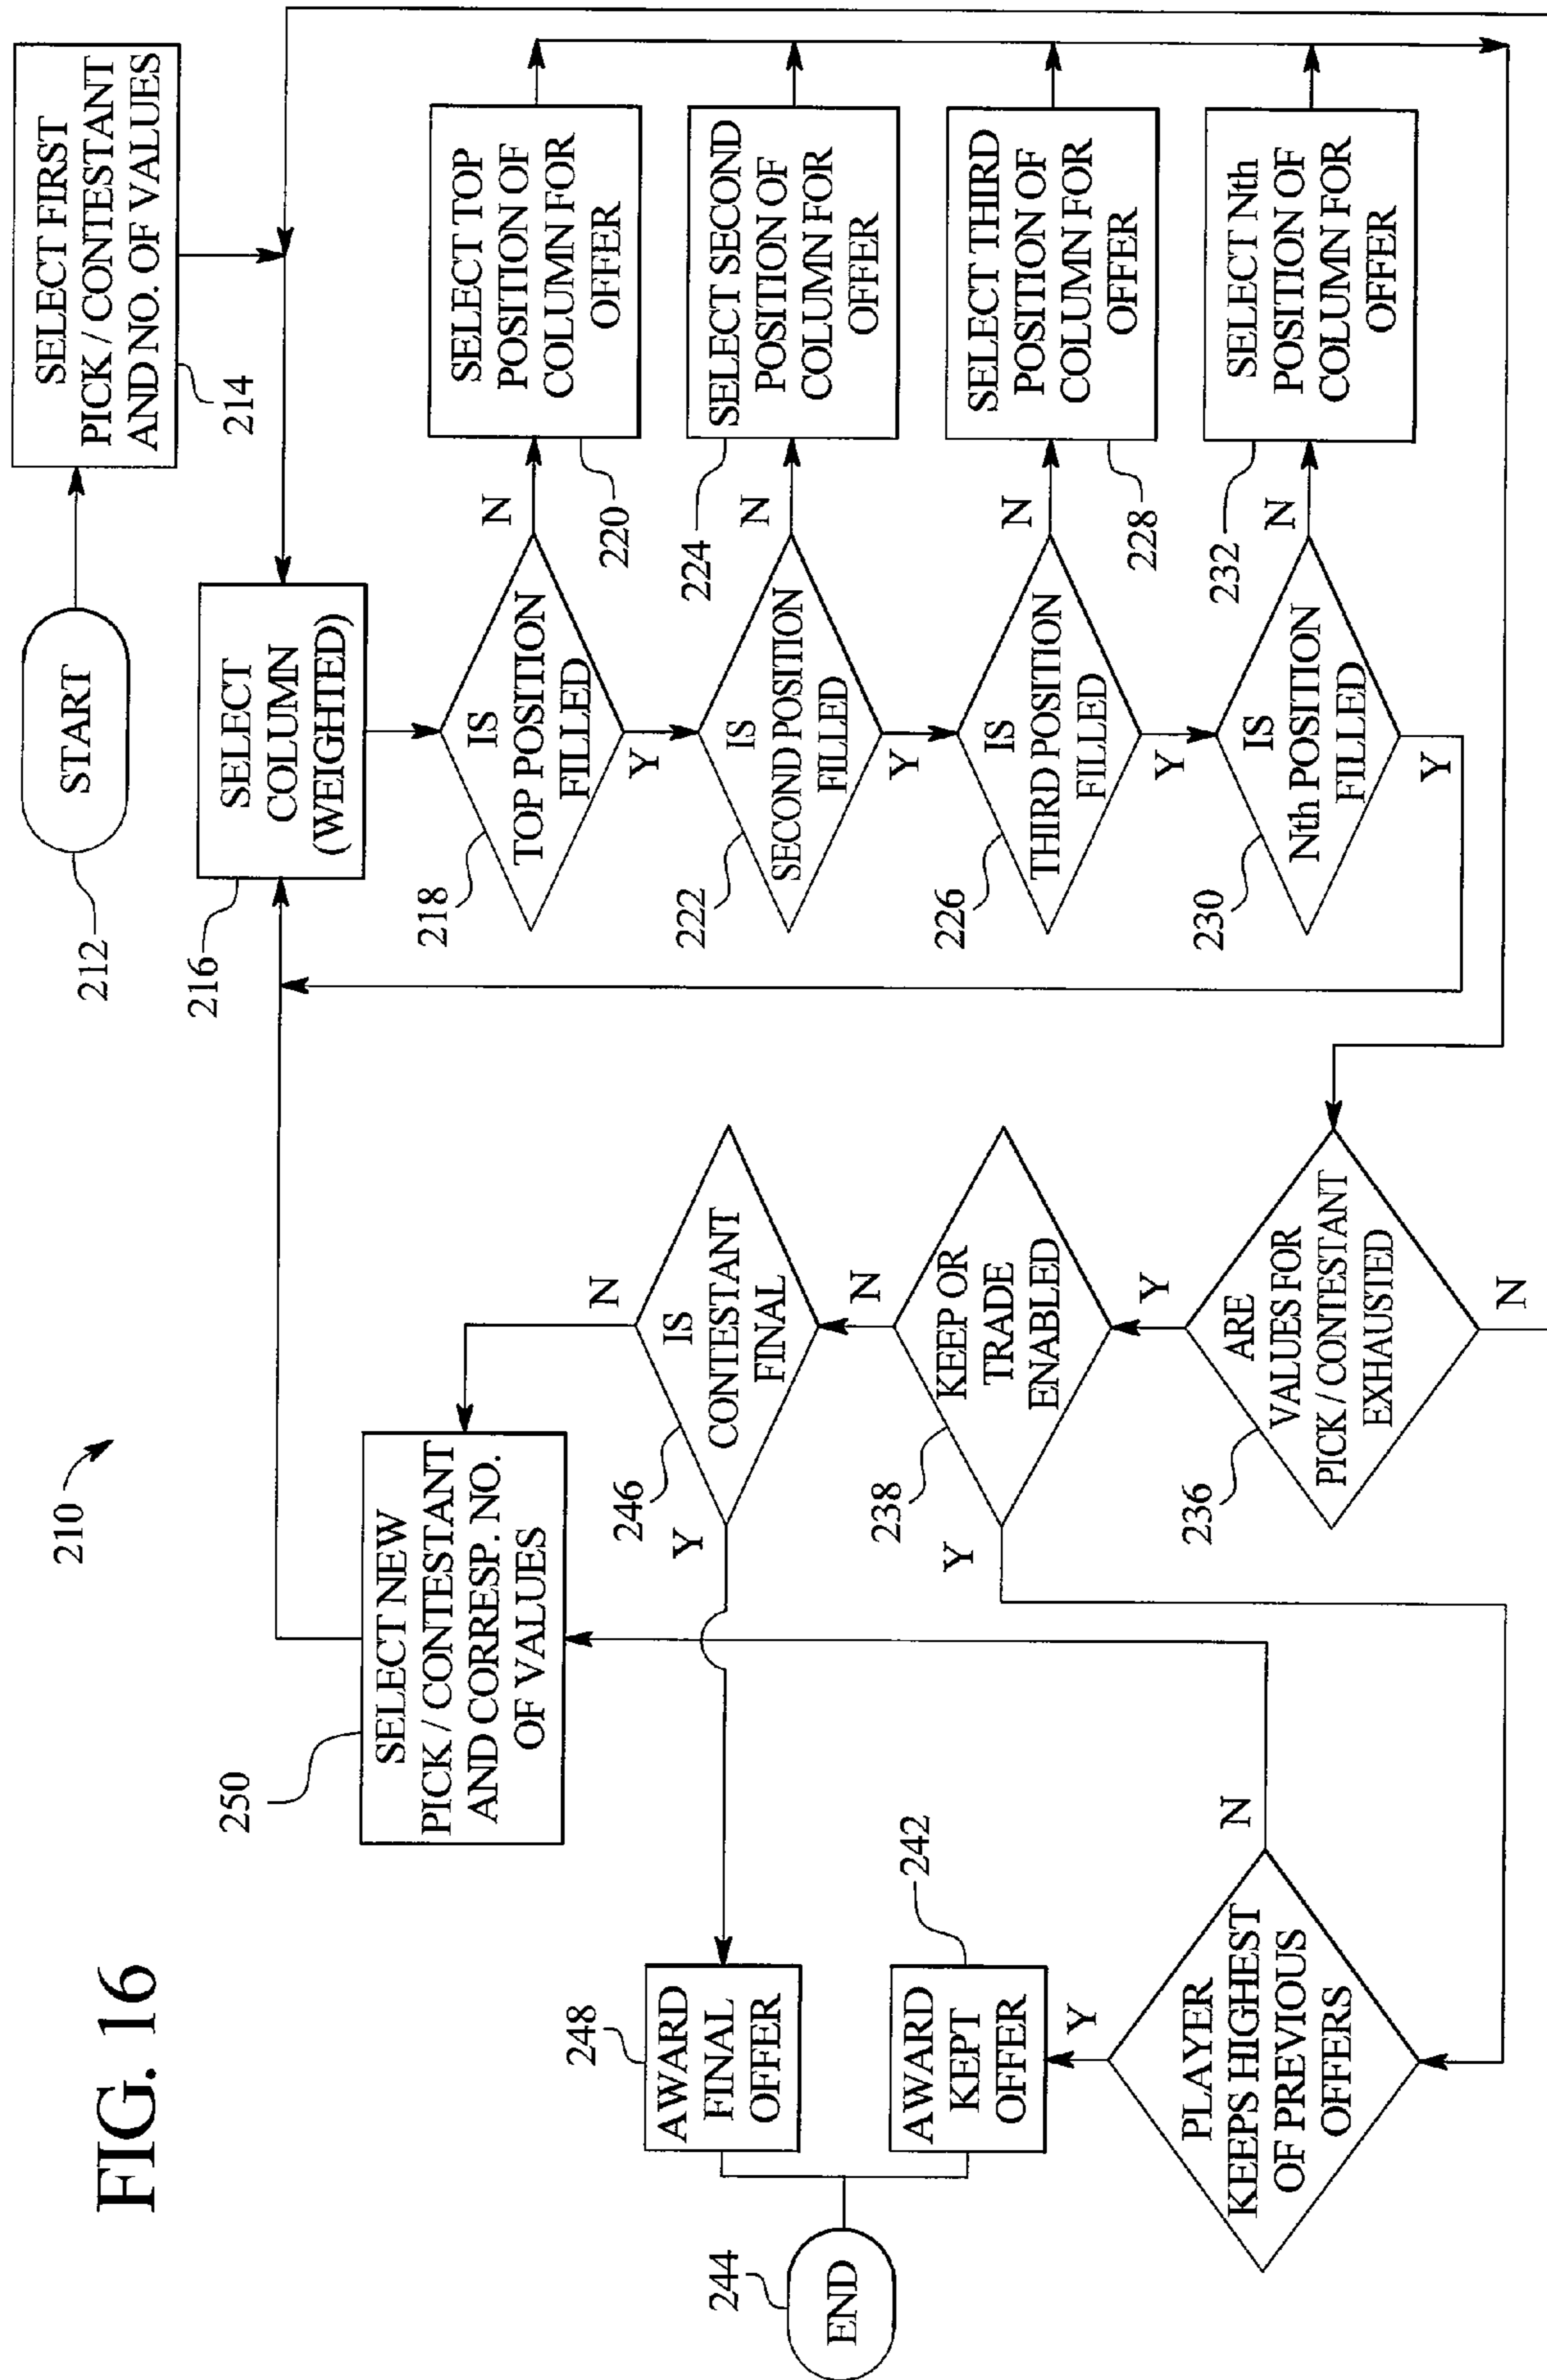 FIG. 16
210
START
212
SELECT FIRST
PICK / CONTESTANT
AND NO. OF VALUES
214
SELECT
COLUMN
(WEIGHTED)
216
IS
TOP POSITION
FILLED
218
N
Y
SELECT TOP
POSITION OF
COLUMN FOR
OFFER
220
IS
SECOND POSITION
FILLED
222
N
Y
SELECT SECOND
POSITION OF
COLUMN FOR
OFFER
224
IS
THIRD POSITION
FILLED
226
N
Y
SELECT THIRD
POSITION OF
COLUMN FOR
OFFER
228
IS
Nth POSITION
FILLED
230
N
Y
SELECT Nth
POSITION OF
COLUMN FOR
OFFER
232
ARE
VALUES FOR
PICK / CONTESTANT
EXHAUSTED
236
Y
N
KEEP OR
TRADE
ENABLED
238
N
Y
IS
CONTESTANT
FINAL
246
N
Y
SELECT NEW
PICK / CONTESTANT
AND CORRESP. NO.
OF VALUES
250
PLAYER
KEEPS HIGHEST
OF PREVIOUS
OFFERS
N
Y
AWARD
KEPT
OFFER
242
AWARD
FINAL
OFFER
248
END
244